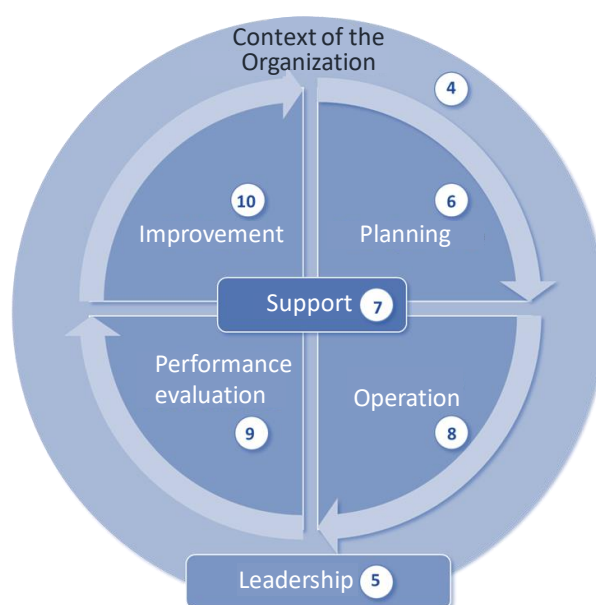 Context of the
Organization
4
10
6
Improvement
Planning
Support 7
Performance
evaluation
Operation
9
8
Leadership 5